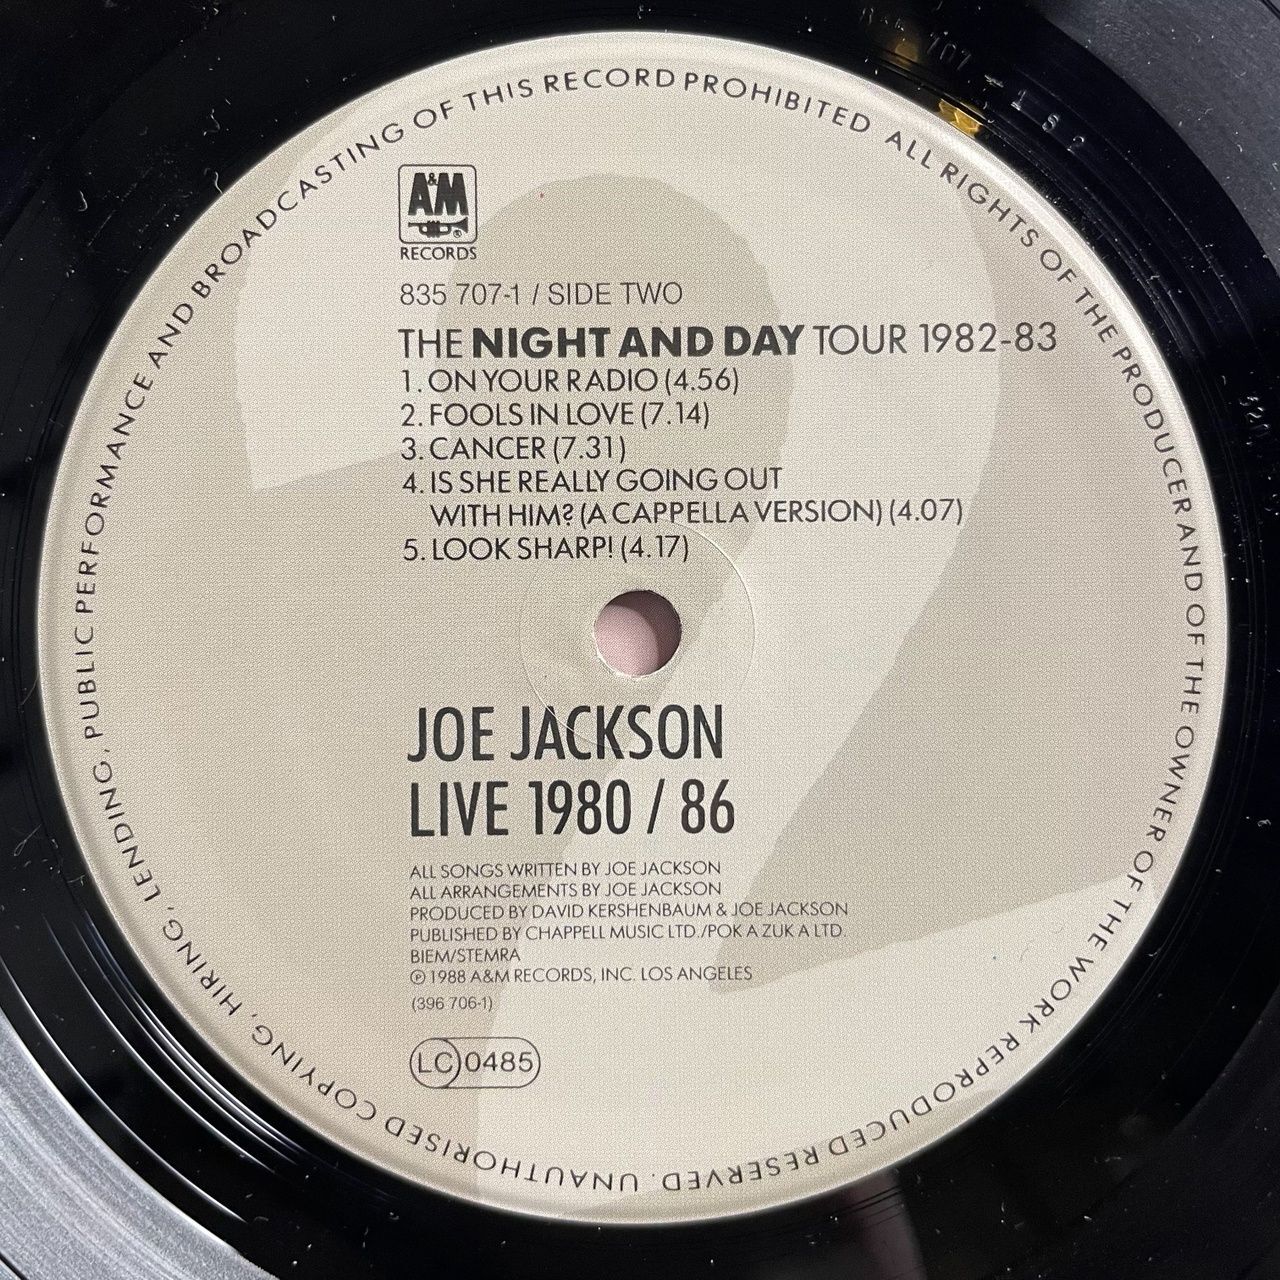 UNAUTHORISED COPYING, HIRING, LENDING, PUBLIC PERFORMANCE AND BROADCASTING OF THIS RECORD PROHIBITED ALL RIGHTS OF THE PRODUCER AND OF THE OWNER OF THE WORK REPRODUCED RESERVED.
A&M
®
RECORDS
835 707-1 / SIDE TWO
THE NIGHT AND DAY TOUR 1982-83
1. ON YOUR RADIO (4.56)
2. FOOLS IN LOVE (7.14)
3. CANCER (7.31)
4. IS SHE REALLY GOING OUT
WITH HIM? (A CAPPELLA VERSION) (4.07)
5. LOOK SHARP! (4.17)
JOE JACKSON
LIVE 1980 / 86
ALL SONGS WRITTEN BY JOE JACKSON
ALL ARRANGEMENTS BY JOE JACKSON
PRODUCED BY DAVID KERSHENBAUM & JOE JACKSON
PUBLISHED BY CHAPPELL MUSIC LTD./POK A ZUK A LTD.
BIEM/STEMRA
℗ 1988 A&M RECORDS, INC. LOS ANGELES
(396 706-1)
LC 0485